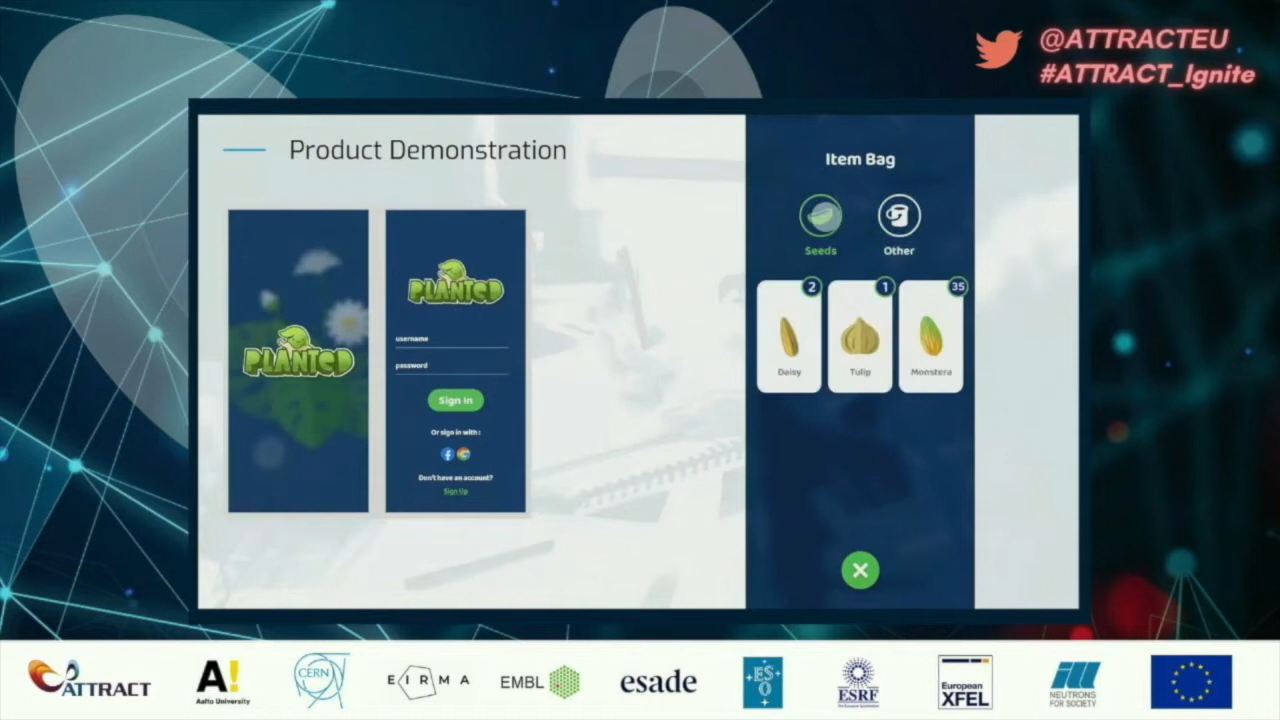 @ATTRACTEU
#ATTRACT_Ignite
Product Demonstration
PLANTED
PLANTED
username
password
Sign In
Or sign in with :
Don't have an account?
Sign Up
Item Bag
Seeds
Other
2
1
35
Daisy
Tulip
Monstera
ATTRACT
A!
Aalto University
CERN
EIRMA
EMBL
esade
ESO
ESRF
European
XFEL
ill
NEUTRONS
FOR SOCIETY